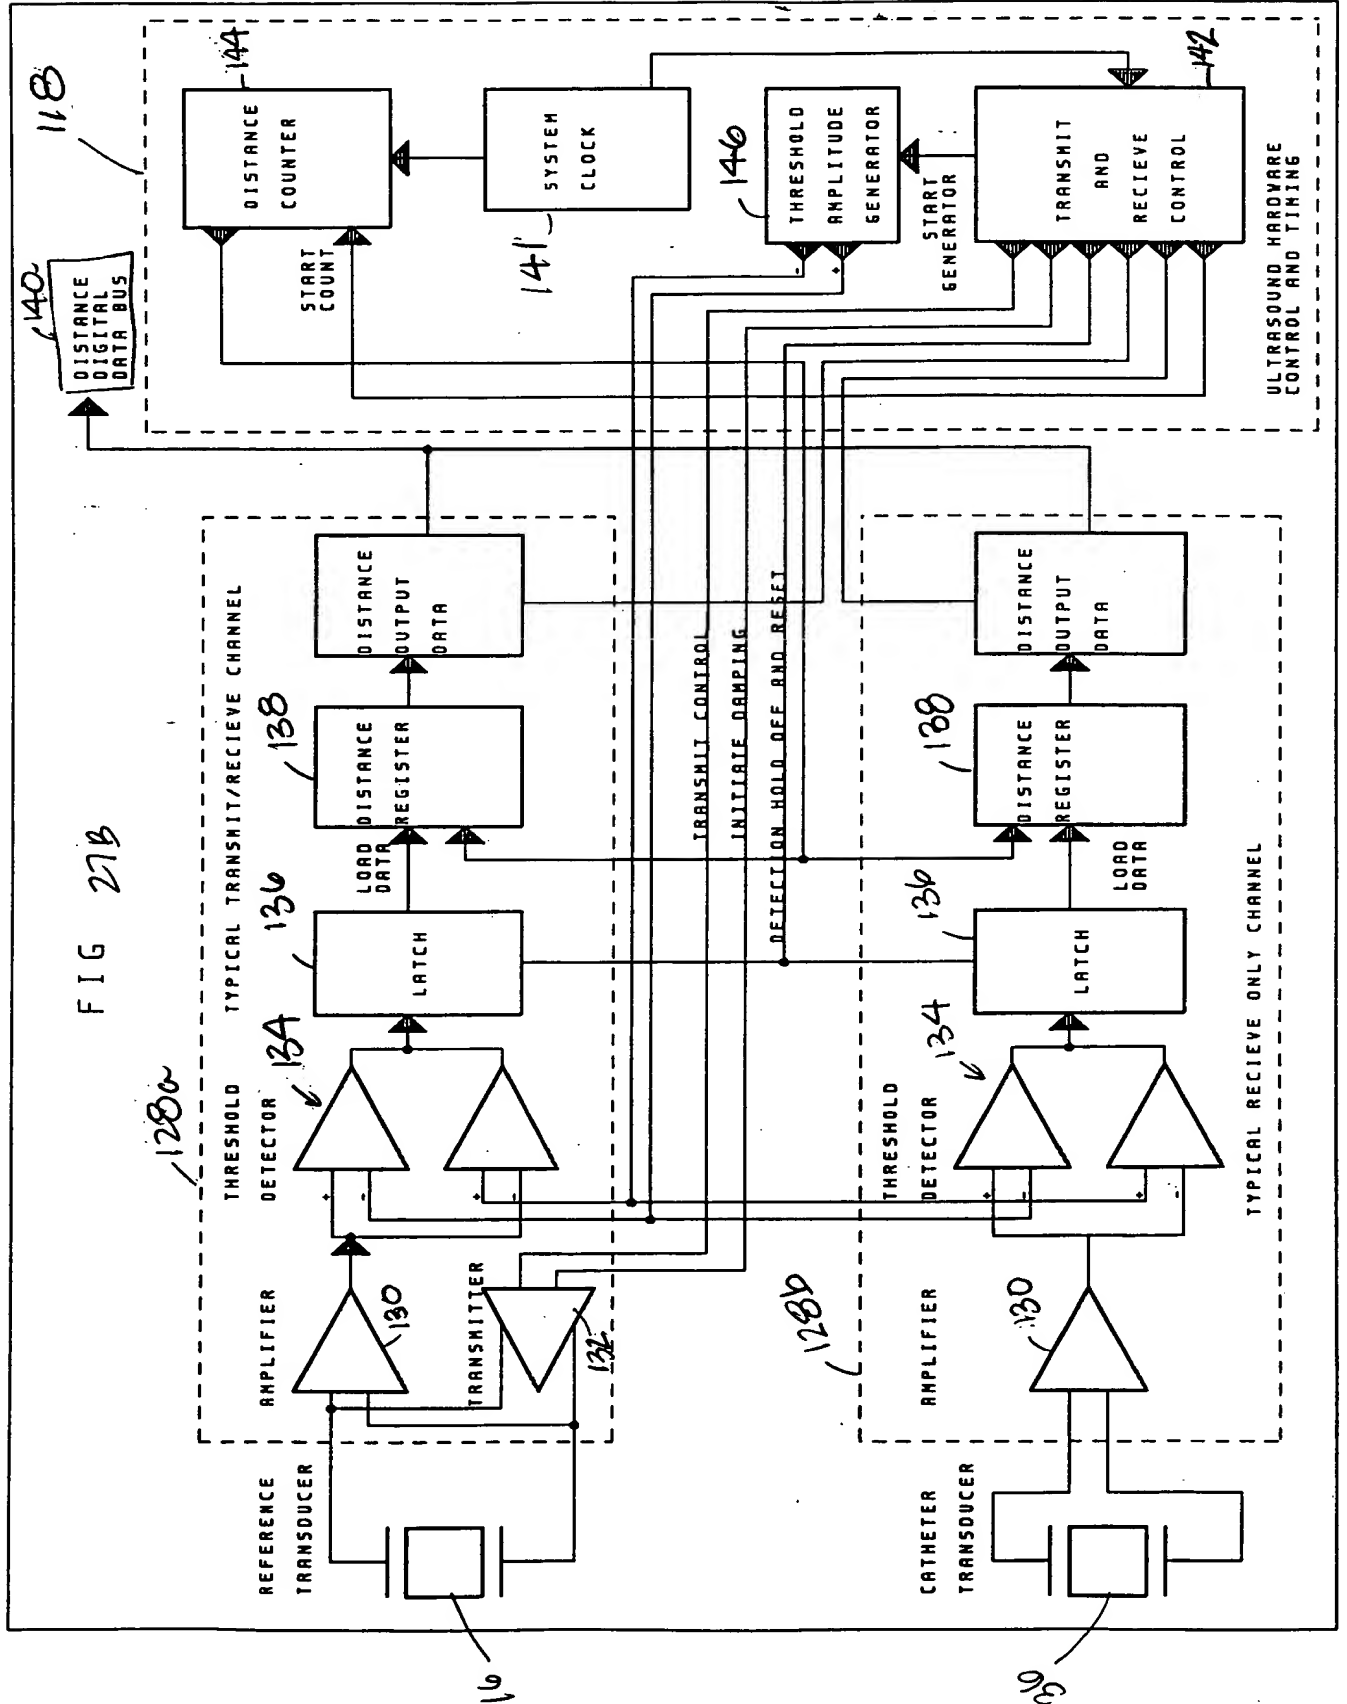 FIG 27B
118
140
DISTANCE
DIGITAL
DATA BUS
144
DISTANCE
COUNTER
START
COUNT
SYSTEM
CLOCK
141
146
THRESHOLD
AMPLITUDE
GENERATOR
-
+
START
GENERATOR
142
TRANSMIT
AND
RECIEVE
CONTROL
ULTRASOUND HARDWARE
CONTROL AND TIMING
128a
TYPICAL TRANSMIT/RECIEVE CHANNEL
DISTANCE
OUTPUT
DATA
138
DISTANCE
REGISTER
LOAD
DATA
136
LATCH
THRESHOLD
DETECTOR
134
+
-
+
-
AMPLIFIER
130
TRANSMITTER
132
REFERENCE
TRANSDUCER
16
TRANSMIT CONTROL
INITIATE DAMPING
DETECTION HOLD OFF AND RESET
128b
TYPICAL RECIEVE ONLY CHANNEL
DISTANCE
OUTPUT
DATA
138
DISTANCE
REGISTER
LOAD
DATA
136
LATCH
THRESHOLD
DETECTOR
134
+
-
+
-
AMPLIFIER
130
CATHETER
TRANSDUCER
36